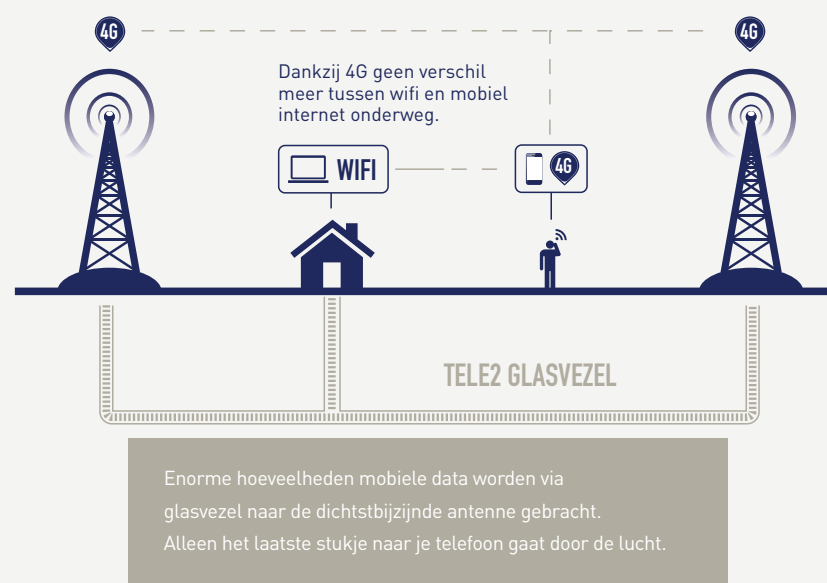 4G
4G
Dankzij 4G geen verschil
meer tussen wifi en mobiel
internet onderweg.
WIFI
4G
TELE2 GLASVEZEL
Enorme hoeveelheden mobiele data worden via
glasvezel naar de dichtstbijzijnde antenne gebracht.
Alleen het laatste stukje naar je telefoon gaat door de lucht.